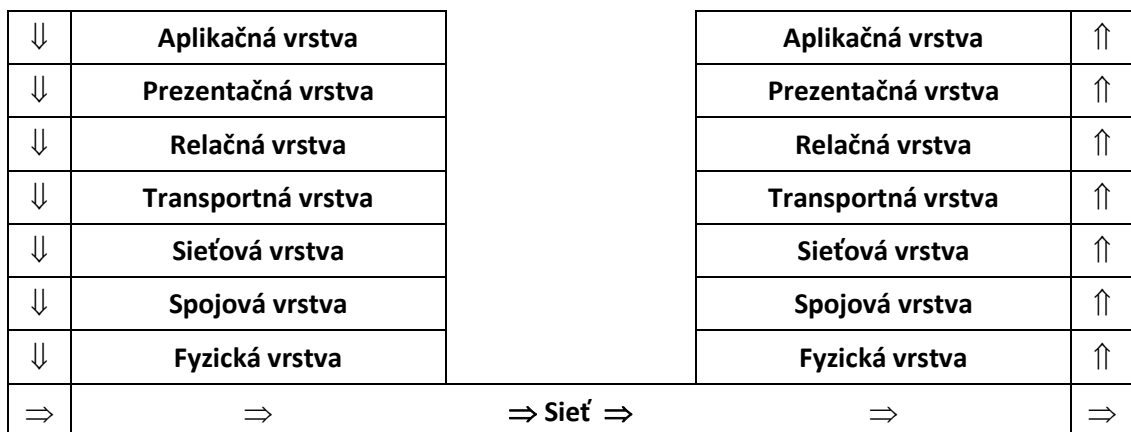 ⇓ Aplikačná vrstva Aplikačná vrstva ⇑
⇓ Prezentačná vrstva Prezentačná vrstva ⇑
⇓ Relačná vrstva Relačná vrstva ⇑
⇓ Transportná vrstva Transportná vrstva ⇑
⇓ Sieťová vrstva Sieťová vrstva ⇑
⇓ Spojová vrstva Spojová vrstva ⇑
⇓ Fyzická vrstva Fyzická vrstva ⇑
⇒ ⇒ ⇒ Sieť ⇒ ⇒ ⇒